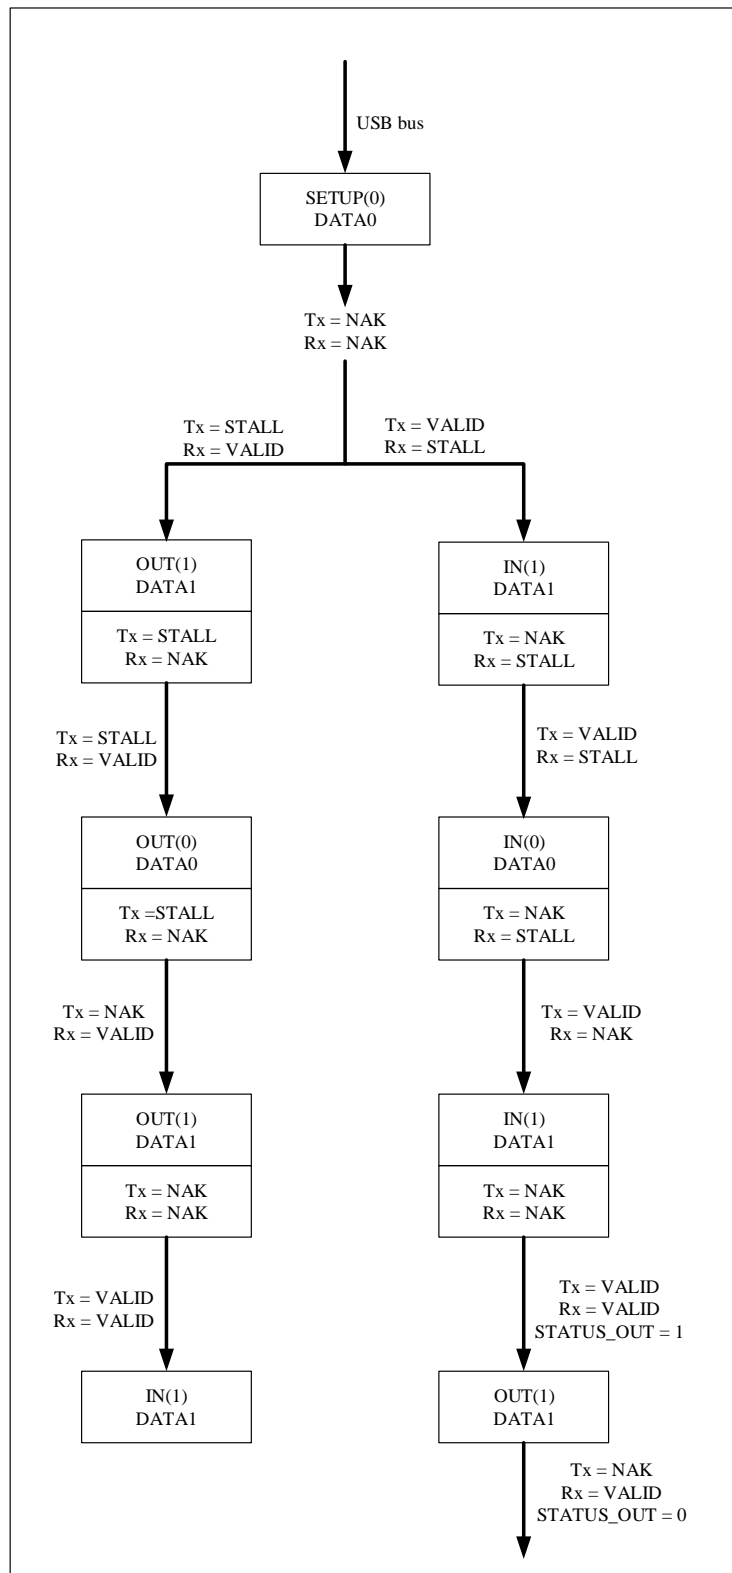 USB bus
SETUP(0)
DATA0
Tx = NAK
Rx = NAK
Tx = STALL
Rx = VALID
Tx = VALID
Rx = STALL
OUT(1)
DATA1
Tx = STALL
Rx = NAK
IN(1)
DATA1
Tx = NAK
Rx = STALL
Tx = STALL
Rx = VALID
Tx = VALID
Rx = STALL
OUT(0)
DATA0
Tx =STALL
Rx = NAK
IN(0)
DATA0
Tx = NAK
Rx = STALL
Tx = NAK
Rx = VALID
Tx = VALID
Rx = NAK
OUT(1)
DATA1
Tx = NAK
Rx = NAK
IN(1)
DATA1
Tx = NAK
Rx = NAK
Tx = VALID
Rx = VALID
Tx = VALID
Rx = VALID
STATUS_OUT = 1
IN(1)
DATA1
OUT(1)
DATA1
Tx = NAK
Rx = VALID
STATUS_OUT = 0